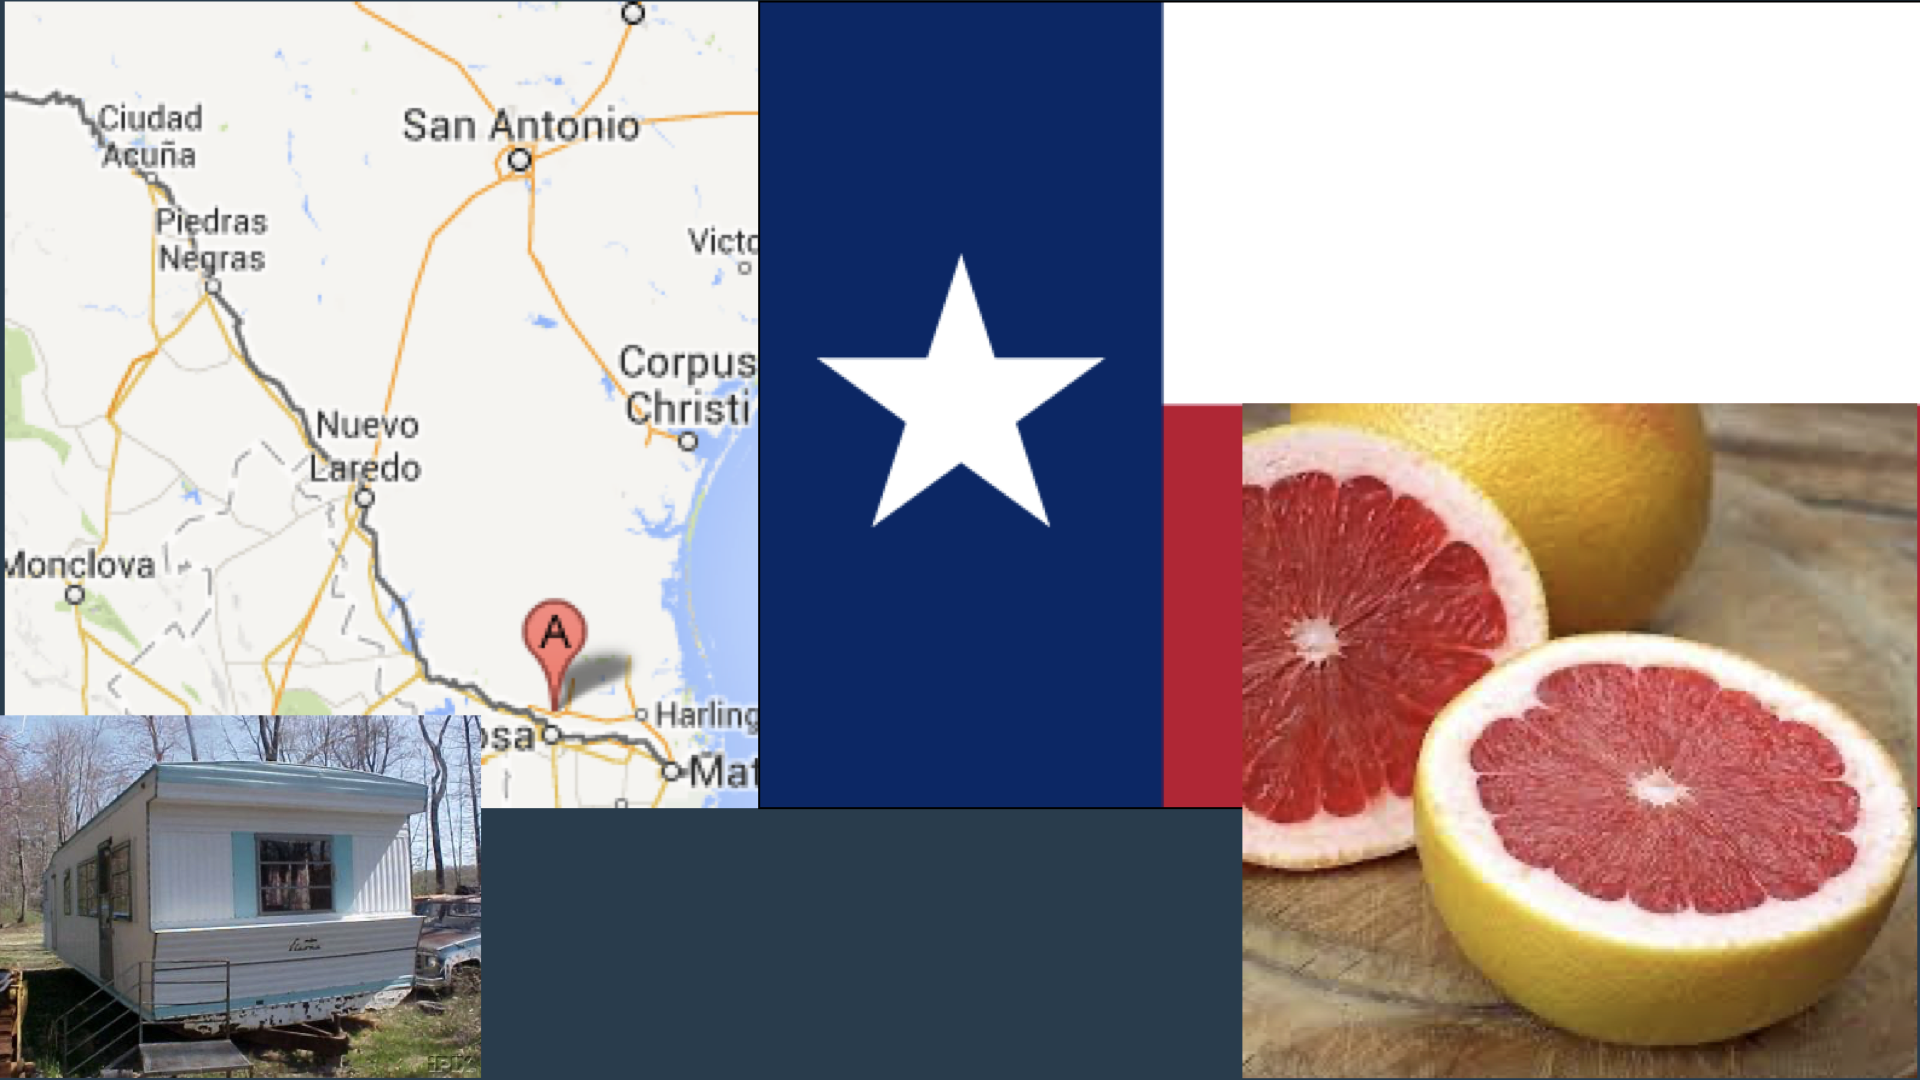 San Antonio
Ciudad
Acuña
Piedras
Negras
Victo
Corpus
Christi
Nuevo
Laredo
Monclova
A
Harling
osa
Mat